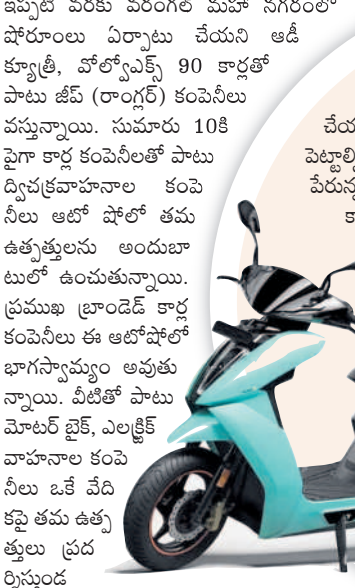 ఇప్పటి వరకు వరంగల్ మహా నగరంలో
షోరూంలు ఏర్పాటు చేయని ఆడీ
క్యూత్రీ, వోల్వోఎక్స్ 90 కార్లతో
పాటు జీప్ (రాంగ్లర్) కంపెనీలు
వస్తున్నాయి. సుమారు 10కి
పైగా కార్ల కంపెనీలతో పాటు
ద్విచక్రవాహనాల కంపె
నీలు ఆటో షోలో తమ
ఉత్పత్తులను అందుబా
టులో ఉంచుతున్నాయి.
ప్రముఖ బ్రాండెడ్ కార్ల
కంపెనీలు ఈ ఆటోషోలో
భాగస్వామ్యం అవుతు
న్నాయి. వీటితో పాటు
మోటర్ బైక్, ఎలక్ట్రిక్
వాహనాల కంపె
నీలు ఒకే వేది
కపై తమ ఉత్ప
త్తులు ప్రద
ర్శిస్తుండ
చేయ
పెట్టాల్
పేరున్న
కా